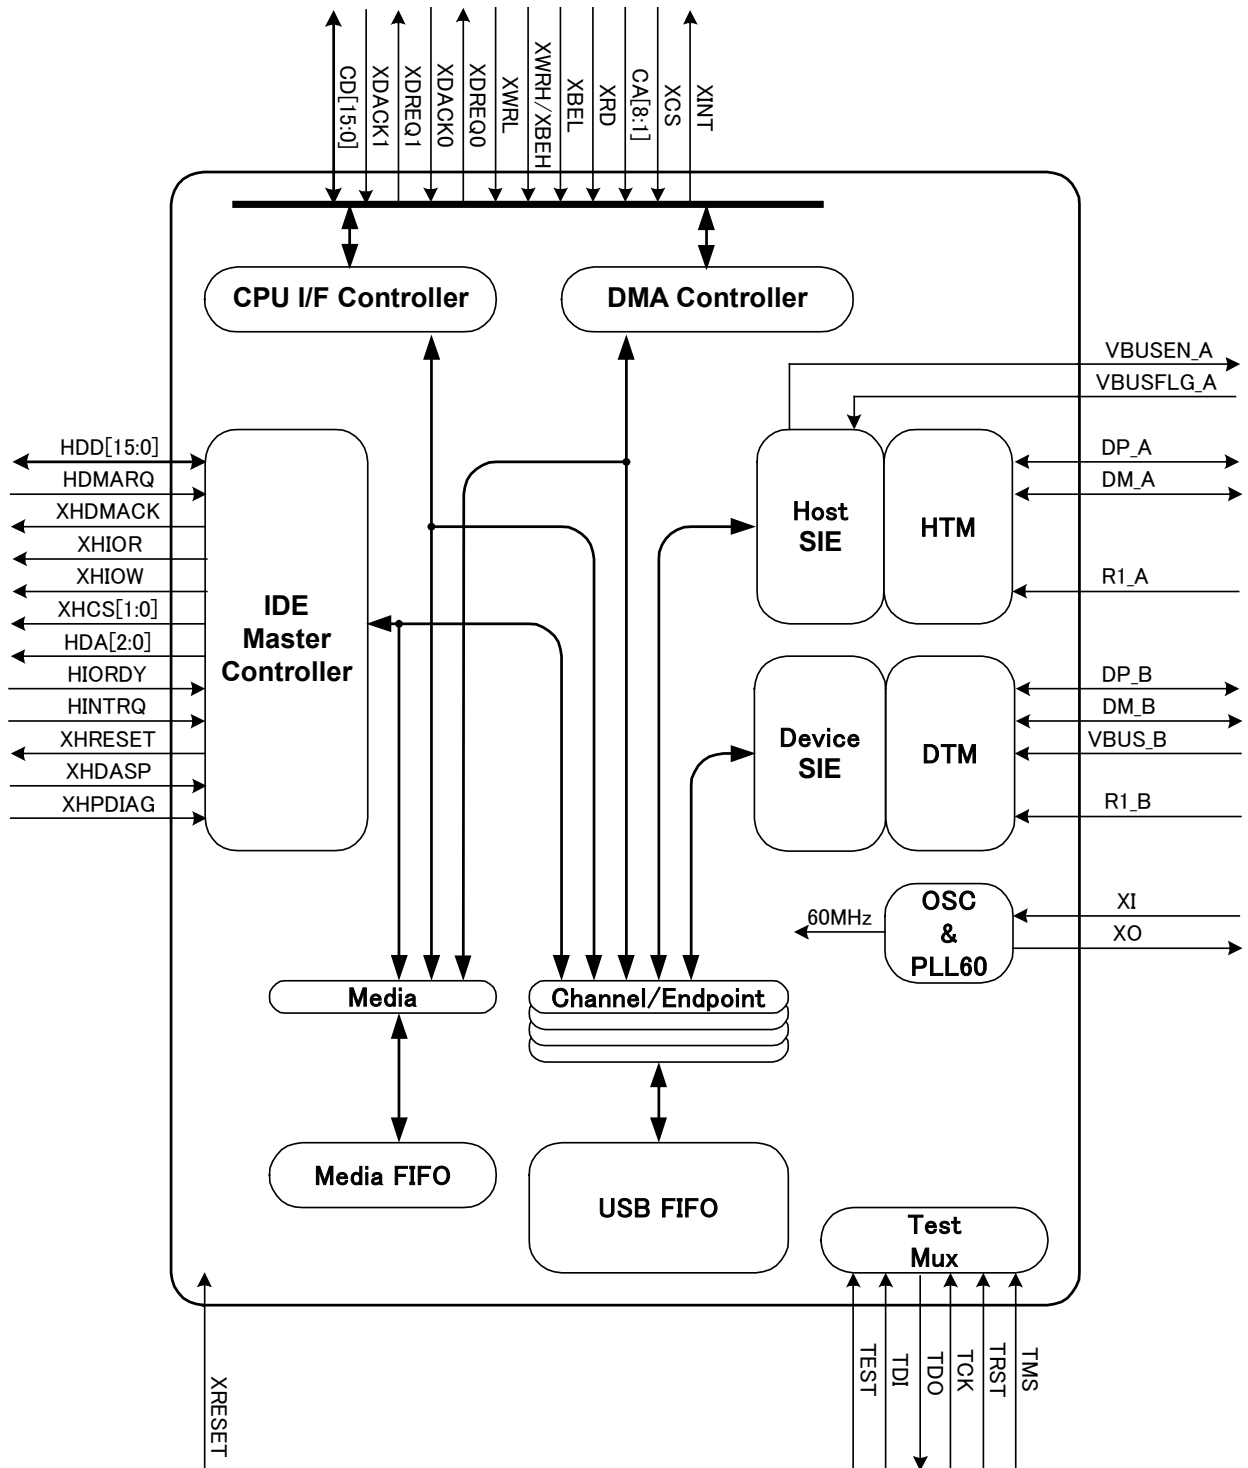 CD[15:0]
XDACK1
XDREQ1
XDACK0
XDREQ0
XWRL
XWRH/XBEH
XBEL
XRD
CA[8:1]
XCS
XINT
CPU I/F Controller
DMA Controller
VBUSEN_A
VBUSFLG_A
HDD[15:0]
HDMARQ
XHDMACK
XHIOR
XHIOW
XHCS[1:0]
HDA[2:0]
HIORDY
HINTRQ
XHRESET
XHDASP
XHPDIAG
IDE
Master
Controller
Host
SIE
HTM
DP_A
DM_A
R1_A
Device
SIE
DTM
DP_B
DM_B
VBUS_B
R1_B
60MHz
OSC
&
PLL60
XI
XO
Media
Channel/Endpoint
Media FIFO
USB FIFO
Test
Mux
XRESET
TEST
TDI
TDO
TCK
TRST
TMS